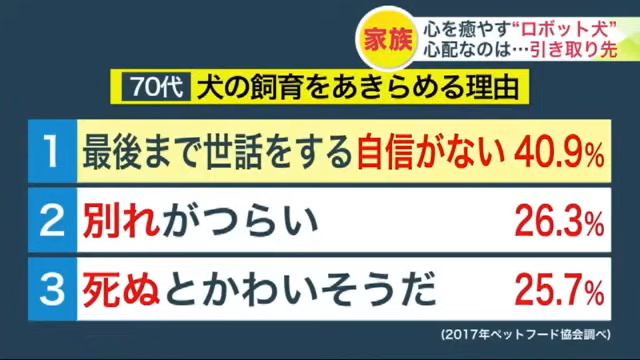 家族
心を癒やす“ロボット犬”
心配なのは…引き取り先
70代 犬の飼育をあきらめる理由
1 最後まで世話をする自信がない 40.9%
2 別れがつらい 26.3%
3 死ぬとかわいそうだ 25.7%
(2017年ペットフード協会調べ)